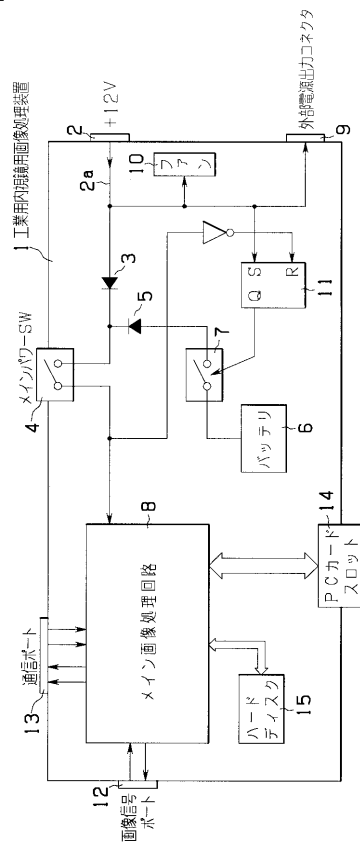 1 工業用内視鏡用画像処理装置
メインパワーSW
4
通信ポート
13
画像信号
ポート
12
メイン画像処理回路
8
3
5
2a
2
+12V
ファン
10
7
バッテリ
6
Q S
R
11
外部電源出力コネクタ
9
ハード
ディスク
15
PCカード
スロット
14